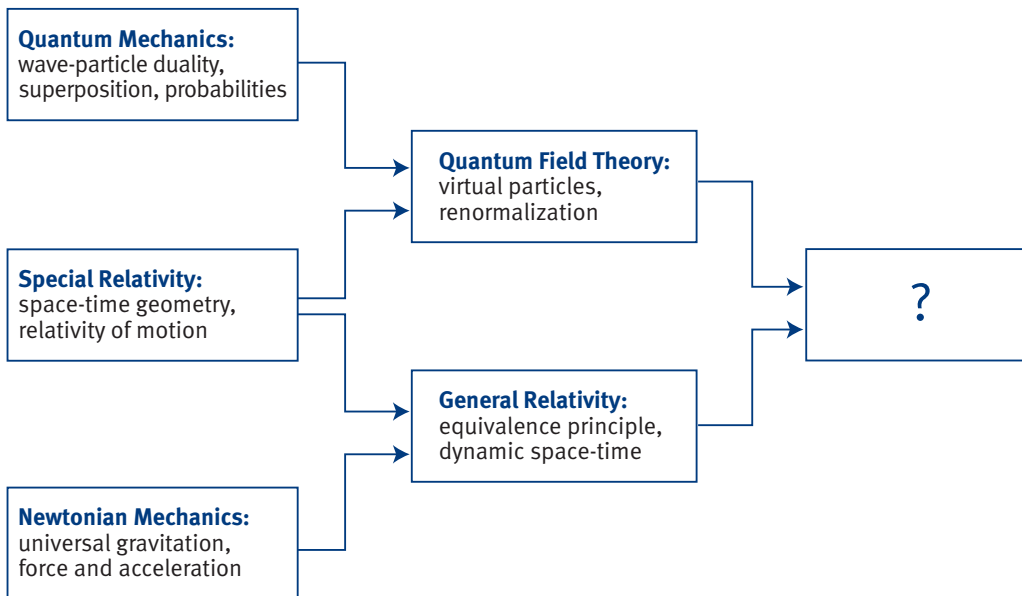 Quantum Mechanics:
wave-particle duality,
superposition, probabilities
Quantum Field Theory:
virtual particles,
renormalization
Special Relativity:
space-time geometry,
relativity of motion
?
General Relativity:
equivalence principle,
dynamic space-time
Newtonian Mechanics:
universal gravitation,
force and acceleration